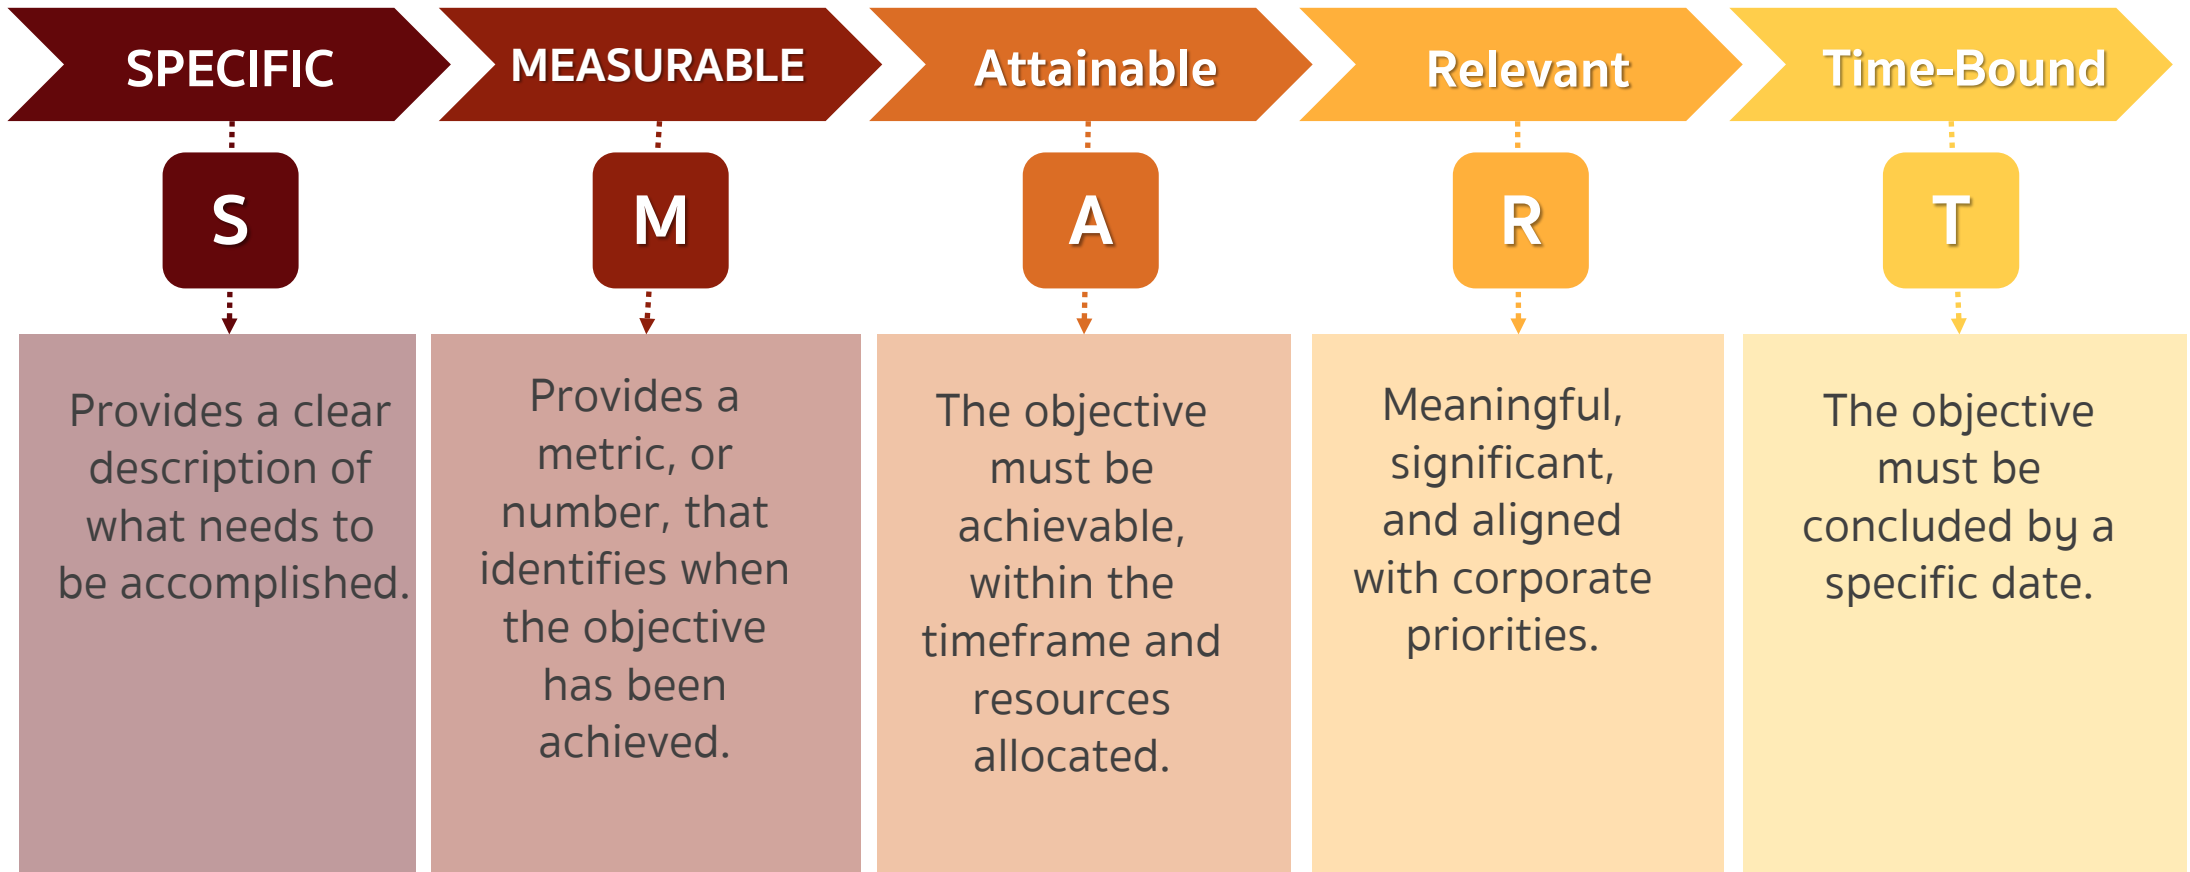 SPECIFIC
MEASURABLE
Attainable
Relevant
Time-Bound
S
M
A
R
T
Provides a clear
description of
what needs to
be accomplished.
Provides a
metric, or
number, that
identifies when
the objective
has been
achieved.
The objective
must be
achievable,
within the
timeframe and
resources
allocated.
Meaningful,
significant,
and aligned
with corporate
priorities.
The objective
must be
concluded by a
specific date.